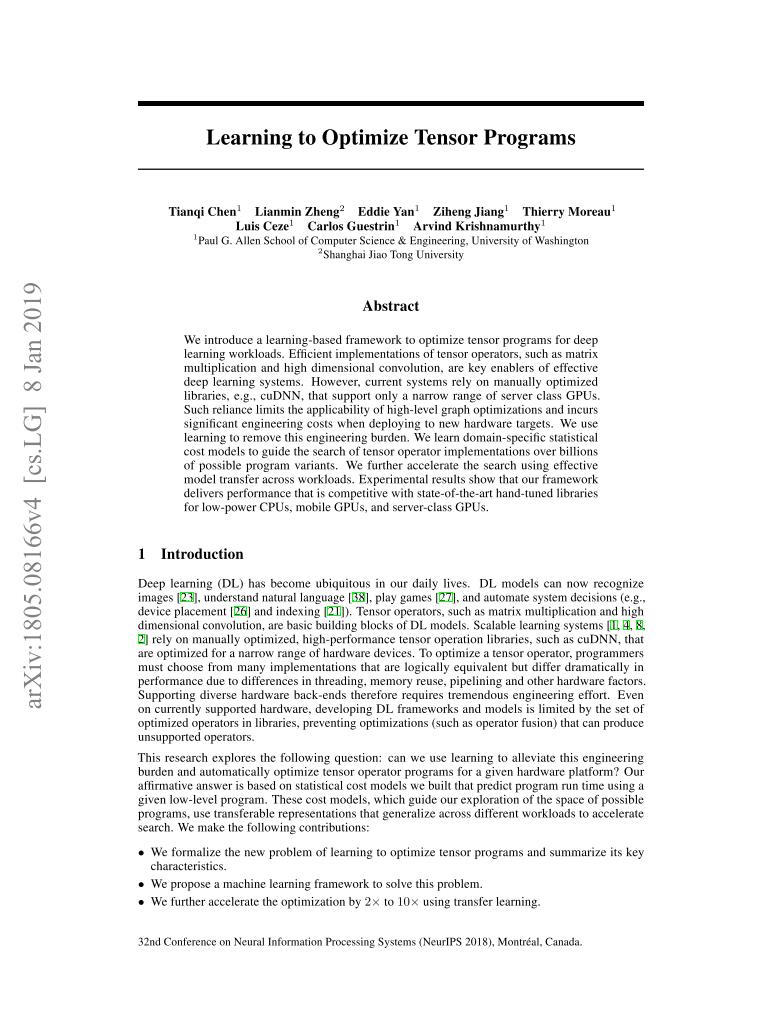 Learning to Optimize Tensor Programs
Tianqi Chen1 Lianmin Zheng2 Eddie Yan1 Ziheng Jiang1 Thierry Moreau1
Luis Ceze1 Carlos Guestrin1 Arvind Krishnamurthy1
1Paul G. Allen School of Computer Science & Engineering, University of Washington
2Shanghai Jiao Tong University
Abstract
We introduce a learning-based framework to optimize tensor programs for deep
learning workloads. Efficient implementations of tensor operators, such as matrix
multiplication and high dimensional convolution, are key enablers of effective
deep learning systems. However, current systems rely on manually optimized
libraries, e.g., cuDNN, that support only a narrow range of server class GPUs.
Such reliance limits the applicability of high-level graph optimizations and incurs
significant engineering costs when deploying to new hardware targets. We use
learning to remove this engineering burden. We learn domain-specific statistical
cost models to guide the search of tensor operator implementations over billions
of possible program variants. We further accelerate the search using effective
model transfer across workloads. Experimental results show that our framework
delivers performance that is competitive with state-of-the-art hand-tuned libraries
for low-power CPUs, mobile GPUs, and server-class GPUs.
1 Introduction
Deep learning (DL) has become ubiquitous in our daily lives. DL models can now recognize
images [23], understand natural language [38], play games [27], and automate system decisions (e.g.,
device placement [26] and indexing [21]). Tensor operators, such as matrix multiplication and high
dimensional convolution, are basic building blocks of DL models. Scalable learning systems [1, 4, 8,
2] rely on manually optimized, high-performance tensor operation libraries, such as cuDNN, that
are optimized for a narrow range of hardware devices. To optimize a tensor operator, programmers
must choose from many implementations that are logically equivalent but differ dramatically in
performance due to differences in threading, memory reuse, pipelining and other hardware factors.
Supporting diverse hardware back-ends therefore requires tremendous engineering effort. Even
on currently supported hardware, developing DL frameworks and models is limited by the set of
optimized operators in libraries, preventing optimizations (such as operator fusion) that can produce
unsupported operators.
This research explores the following question: can we use learning to alleviate this engineering
burden and automatically optimize tensor operator programs for a given hardware platform? Our
affirmative answer is based on statistical cost models we built that predict program run time using a
given low-level program. These cost models, which guide our exploration of the space of possible
programs, use transferable representations that generalize across different workloads to accelerate
search. We make the following contributions:
• We formalize the new problem of learning to optimize tensor programs and summarize its key
characteristics.
• We propose a machine learning framework to solve this problem.
• We further accelerate the optimization by 2× to 10× using transfer learning.
32nd Conference on Neural Information Processing Systems (NeurIPS 2018), Montréal, Canada.
arXiv:1805.08166v4 [cs.LG] 8 Jan 2019